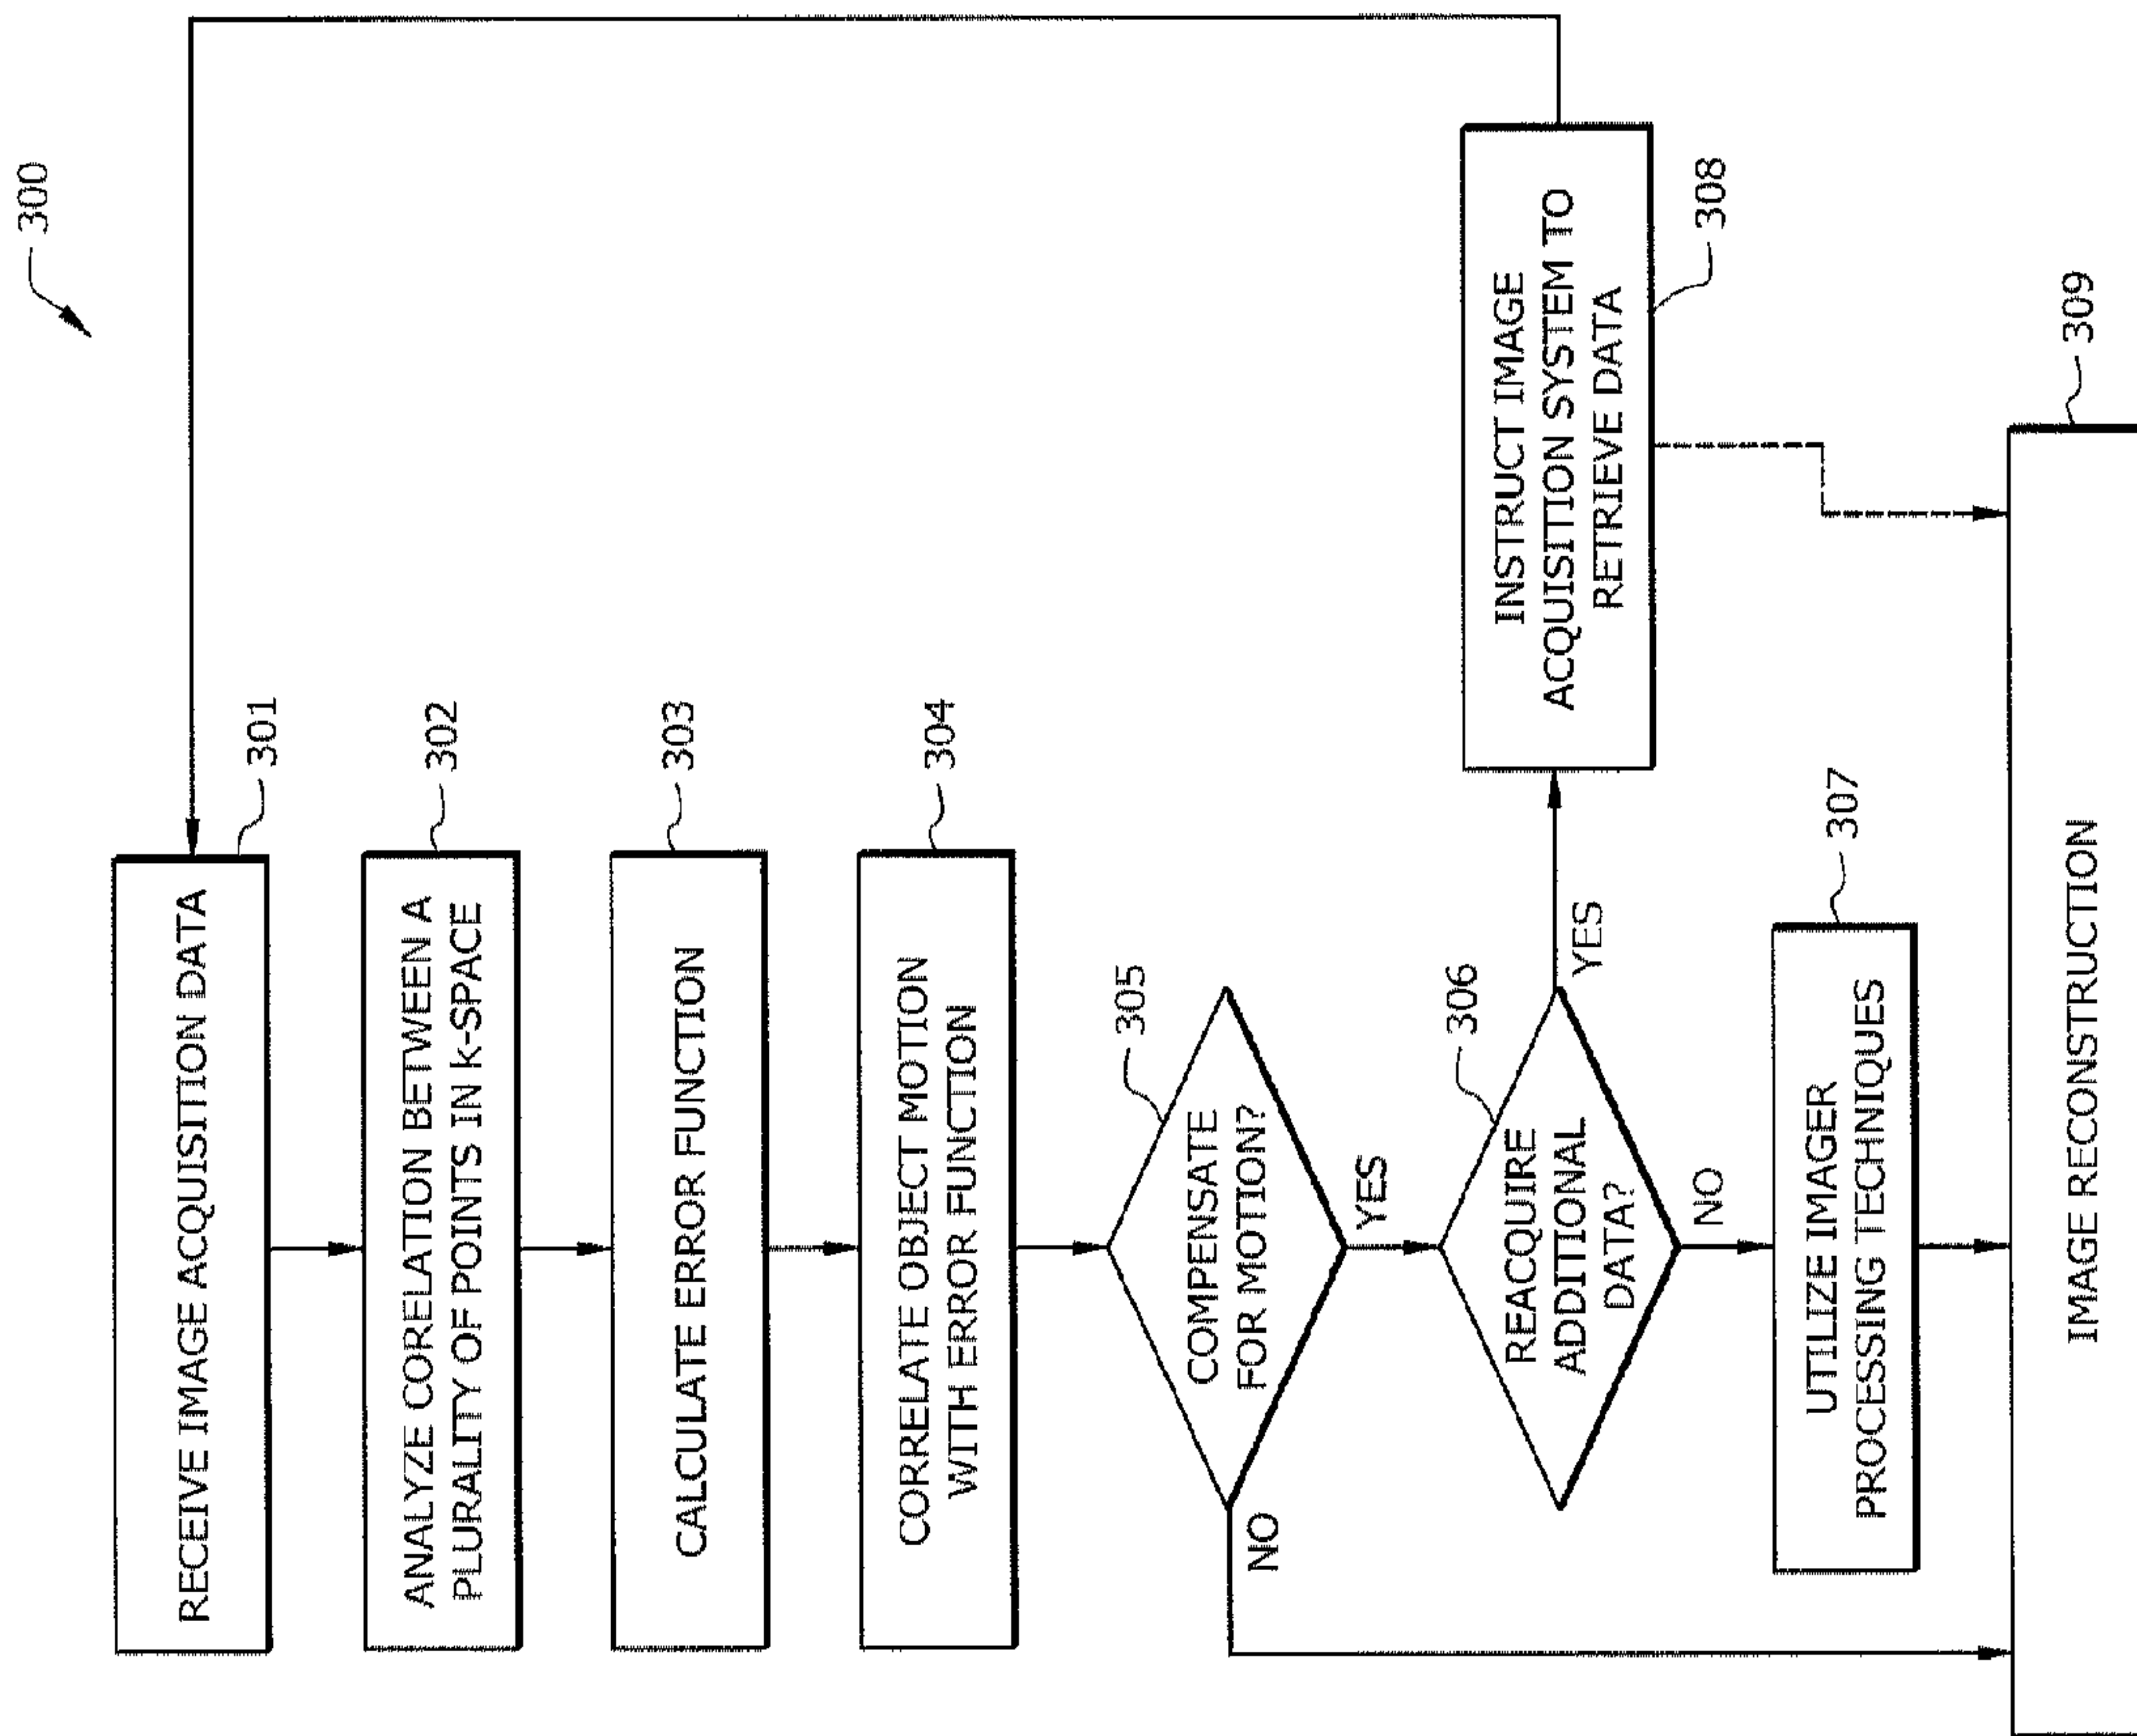 300
RECEIVE IMAGE ACQUISITION DATA
301
ANALYZE CORELATION BETWEEN A
PLURALITY OF POINTS IN k-SPACE
302
CALCULATE ERROR FUNCTION
303
CORRELATE OBJECT MOTION
WITH ERROR FUNCTION
304
COMPENSATE
FOR MOTION?
305
NO
YES
REACQUIRE
ADDITIONAL
DATA?
306
YES
NO
INSTRUCT IMAGE
ACQUISITION SYSTEM TO
RETRIEVE DATA
308
UTILIZE IMAGER
PROCESSING TECHNIQUES
307
IMAGE RECONSTRUCTION
309